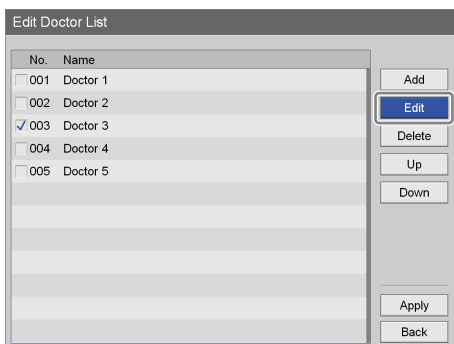 Edit Doctor List
No. Name
001 Doctor 1
002 Doctor 2
003 Doctor 3
004 Doctor 4
005 Doctor 5
Add
Edit
Delete
Up
Down
Apply
Back